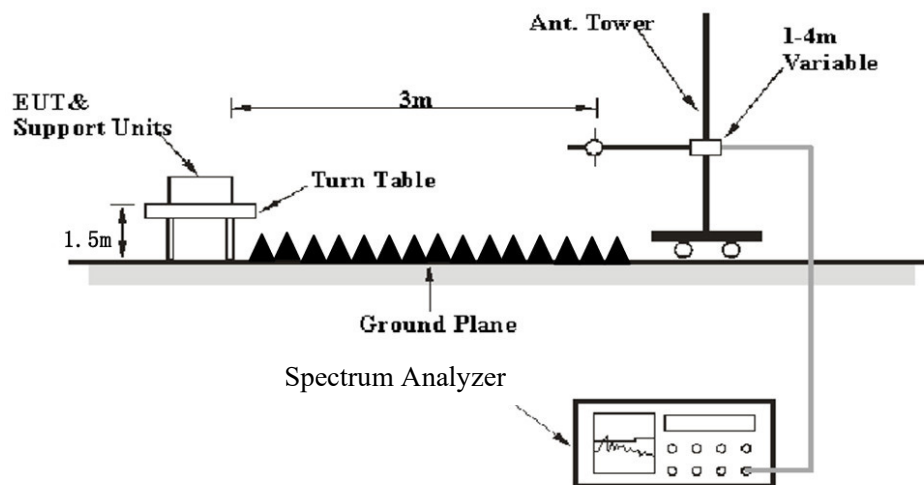 Ant. Tower
1-4m
Variable
EUT&
Support Units
3m
Turn Table
1.5m
Ground Plane
Spectrum Analyzer